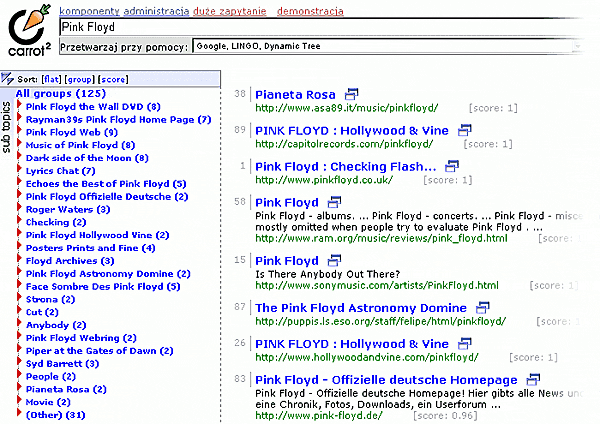 komponenty administracja duże zapytanie demonstracja
carrot2
Pink Floyd
Przetwarzaj przy pomocy: Google, LINGO, Dynamic Tree
Sort: [flat] [group] [score]
sub topics
All groups (125)
Pink Floyd the Wall DVD (8)
Rayman39s Pink Floyd Home Page (7)
Pink Floyd Web (9)
Music of Pink Floyd (8)
Dark side of the Moon (8)
Lyrics Chat (7)
Echoes the Best of Pink Floyd (5)
Pink Floyd Offizielle Deutsche (2)
Roger Waters (3)
Checking (2)
Pink Floyd Hollywood Vine (2)
Posters Prints and Fine (4)
Floyd Archives (3)
Pink Floyd Astronomy Domine (2)
Face Sombre Des Pink Floyd (5)
Strona (2)
Cut (2)
Anybody (2)
Pink Floyd Webring (2)
Piper at the Gates of Dawn (2)
Syd Barrett (3)
People (2)
Pianeta Rosa (2)
Movie (2)
(Other) (31)
38 Pianeta Rosa
http://www.asa89.it/music/pinkfloyd/ [score: 1]
89 PINK FLOYD : Hollywood & Vine
http://capitolrecords.com/pinkfloyd/ [score: 1]
1 Pink Floyd : Checking Flash...
http://www.pinkfloyd.co.uk/ [score: 1]
58 Pink Floyd
Pink Floyd - albums. ... Pink Floyd - concerts. ... Pink Floyd - misce
mostly omitted when people try to evaluate Pink Floyd . ...
http://www.ram.org/music/reviews/pink_floyd.html [score:
15 Pink Floyd
Is There Anybody Out There?
http://www.sonymusic.com/artists/PinkFloyd.html [score: 1]
87 The Pink Floyd Astronomy Domine
http://puppis.ls.eso.org/staff/felipe/html/pinkfloyd/ [score: 1]
26 PINK FLOYD : Hollywood & Vine
http://www.hollywoodandvine.com/pinkfloyd/ [score: 1]
83 Pink Floyd - Offizielle deutsche Homepage
Pink Floyd - Offizielle deutsche Homepage! Hier gibts alle News und
eine Chronik, Fotos, Downloads, ein Userforum ...
http://www.pink-floyd.de/ [score: 0.96]